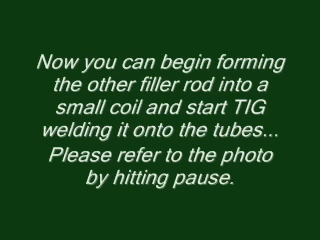 Now you can begin forming
the other filler rod into a
small coil and start TIG
welding it onto the tubes...
Please refer to the photo
by hitting pause.